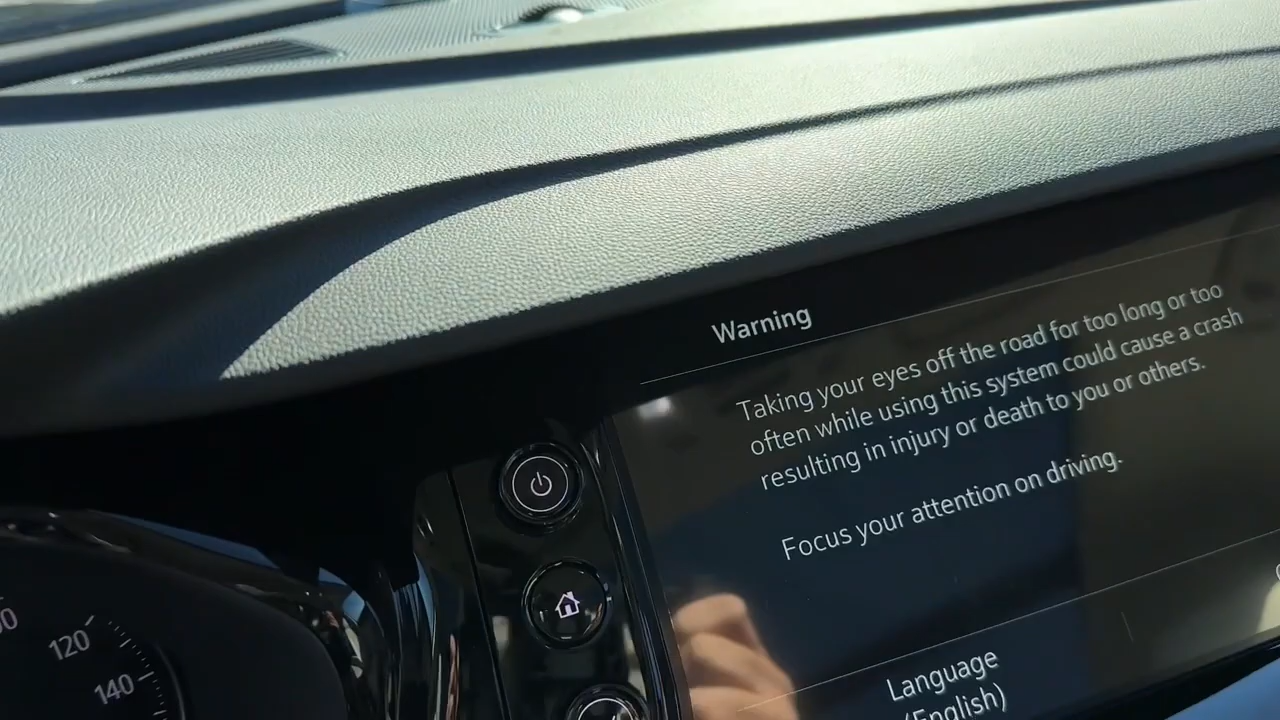 Warning
Taking your eyes off the road for too long or too
often while using this system could cause a crash
resulting in injury or death to you or others.
Focus your attention on driving.
Language
(English)
120
140